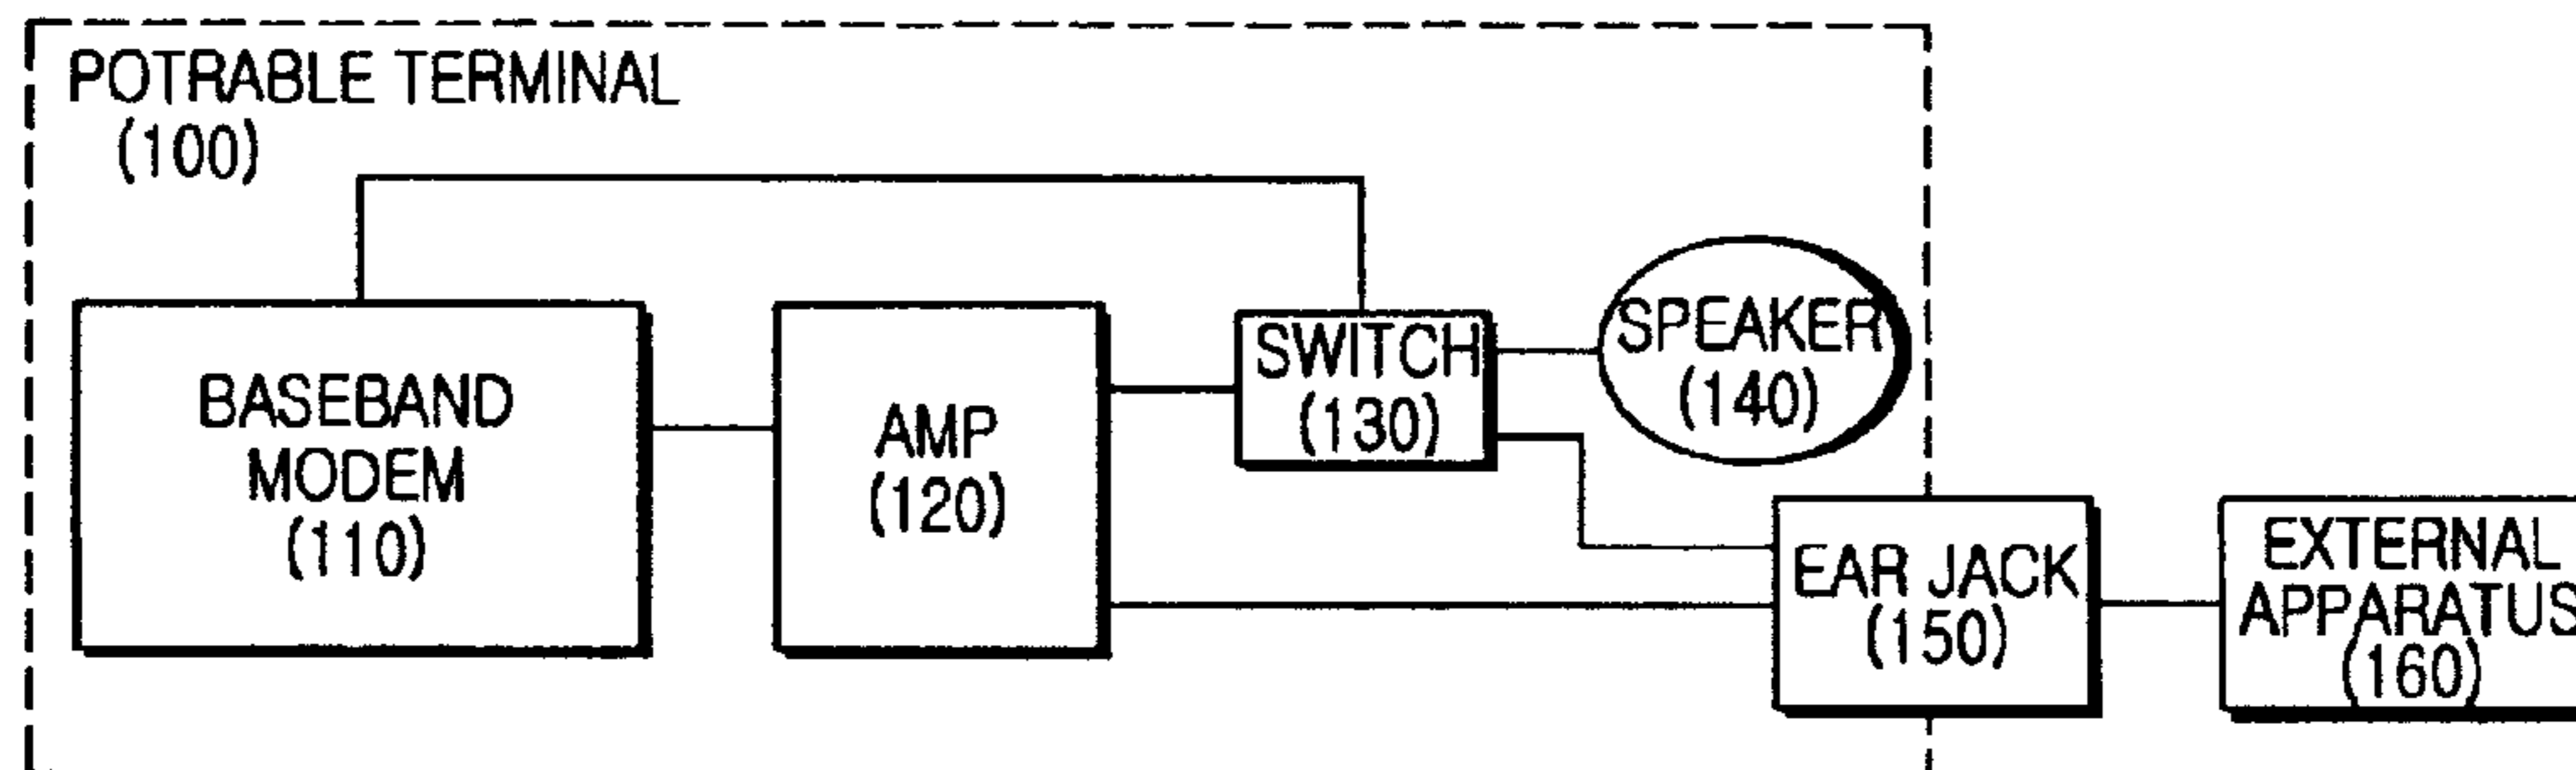 POTRABLE TERMINAL
(100)
BASEBAND
MODEM
(110)
AMP
(120)
SWITCH
(130)
SPEAKER
(140)
EAR JACK
(150)
EXTERNAL
APPARATUS
(160)